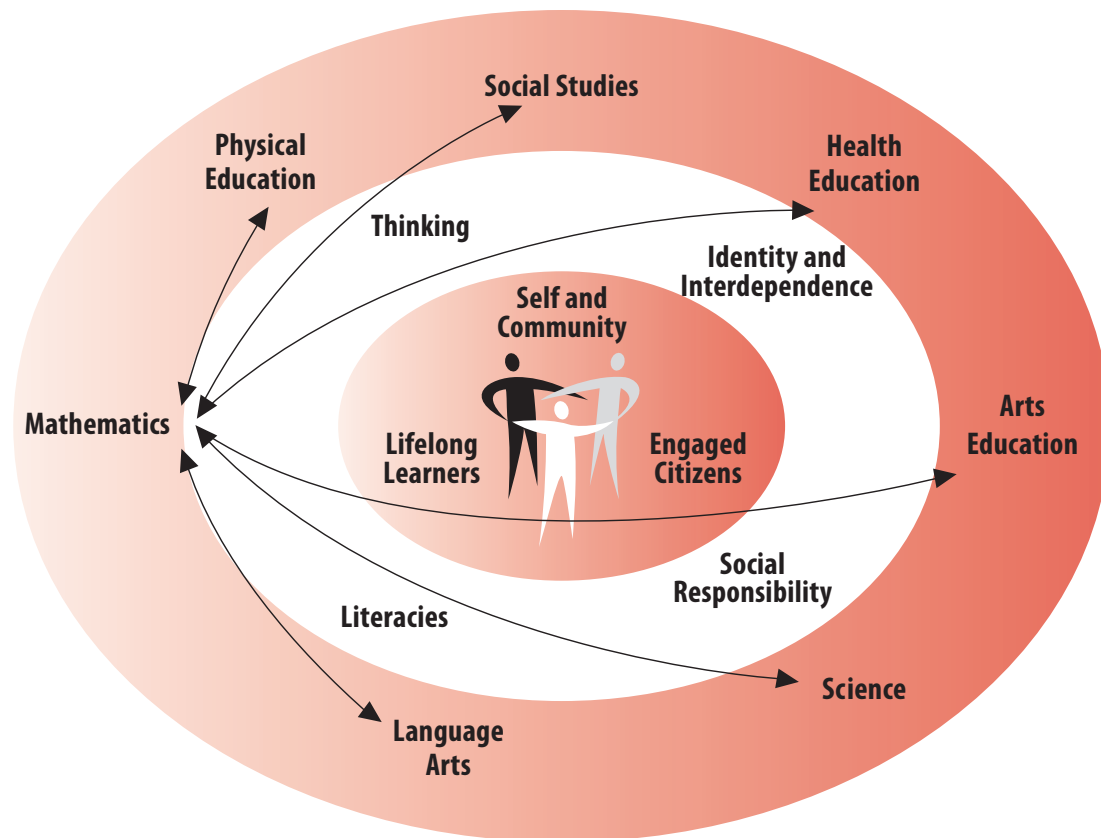 Social Studies
Physical
Education
Health
Education
Thinking
Identity and
Interdependence
Self and
Community
Mathematics
Lifelong
Learners
Engaged
Citizens
Arts
Education
Social
Responsibility
Literacies
Science
Language
Arts